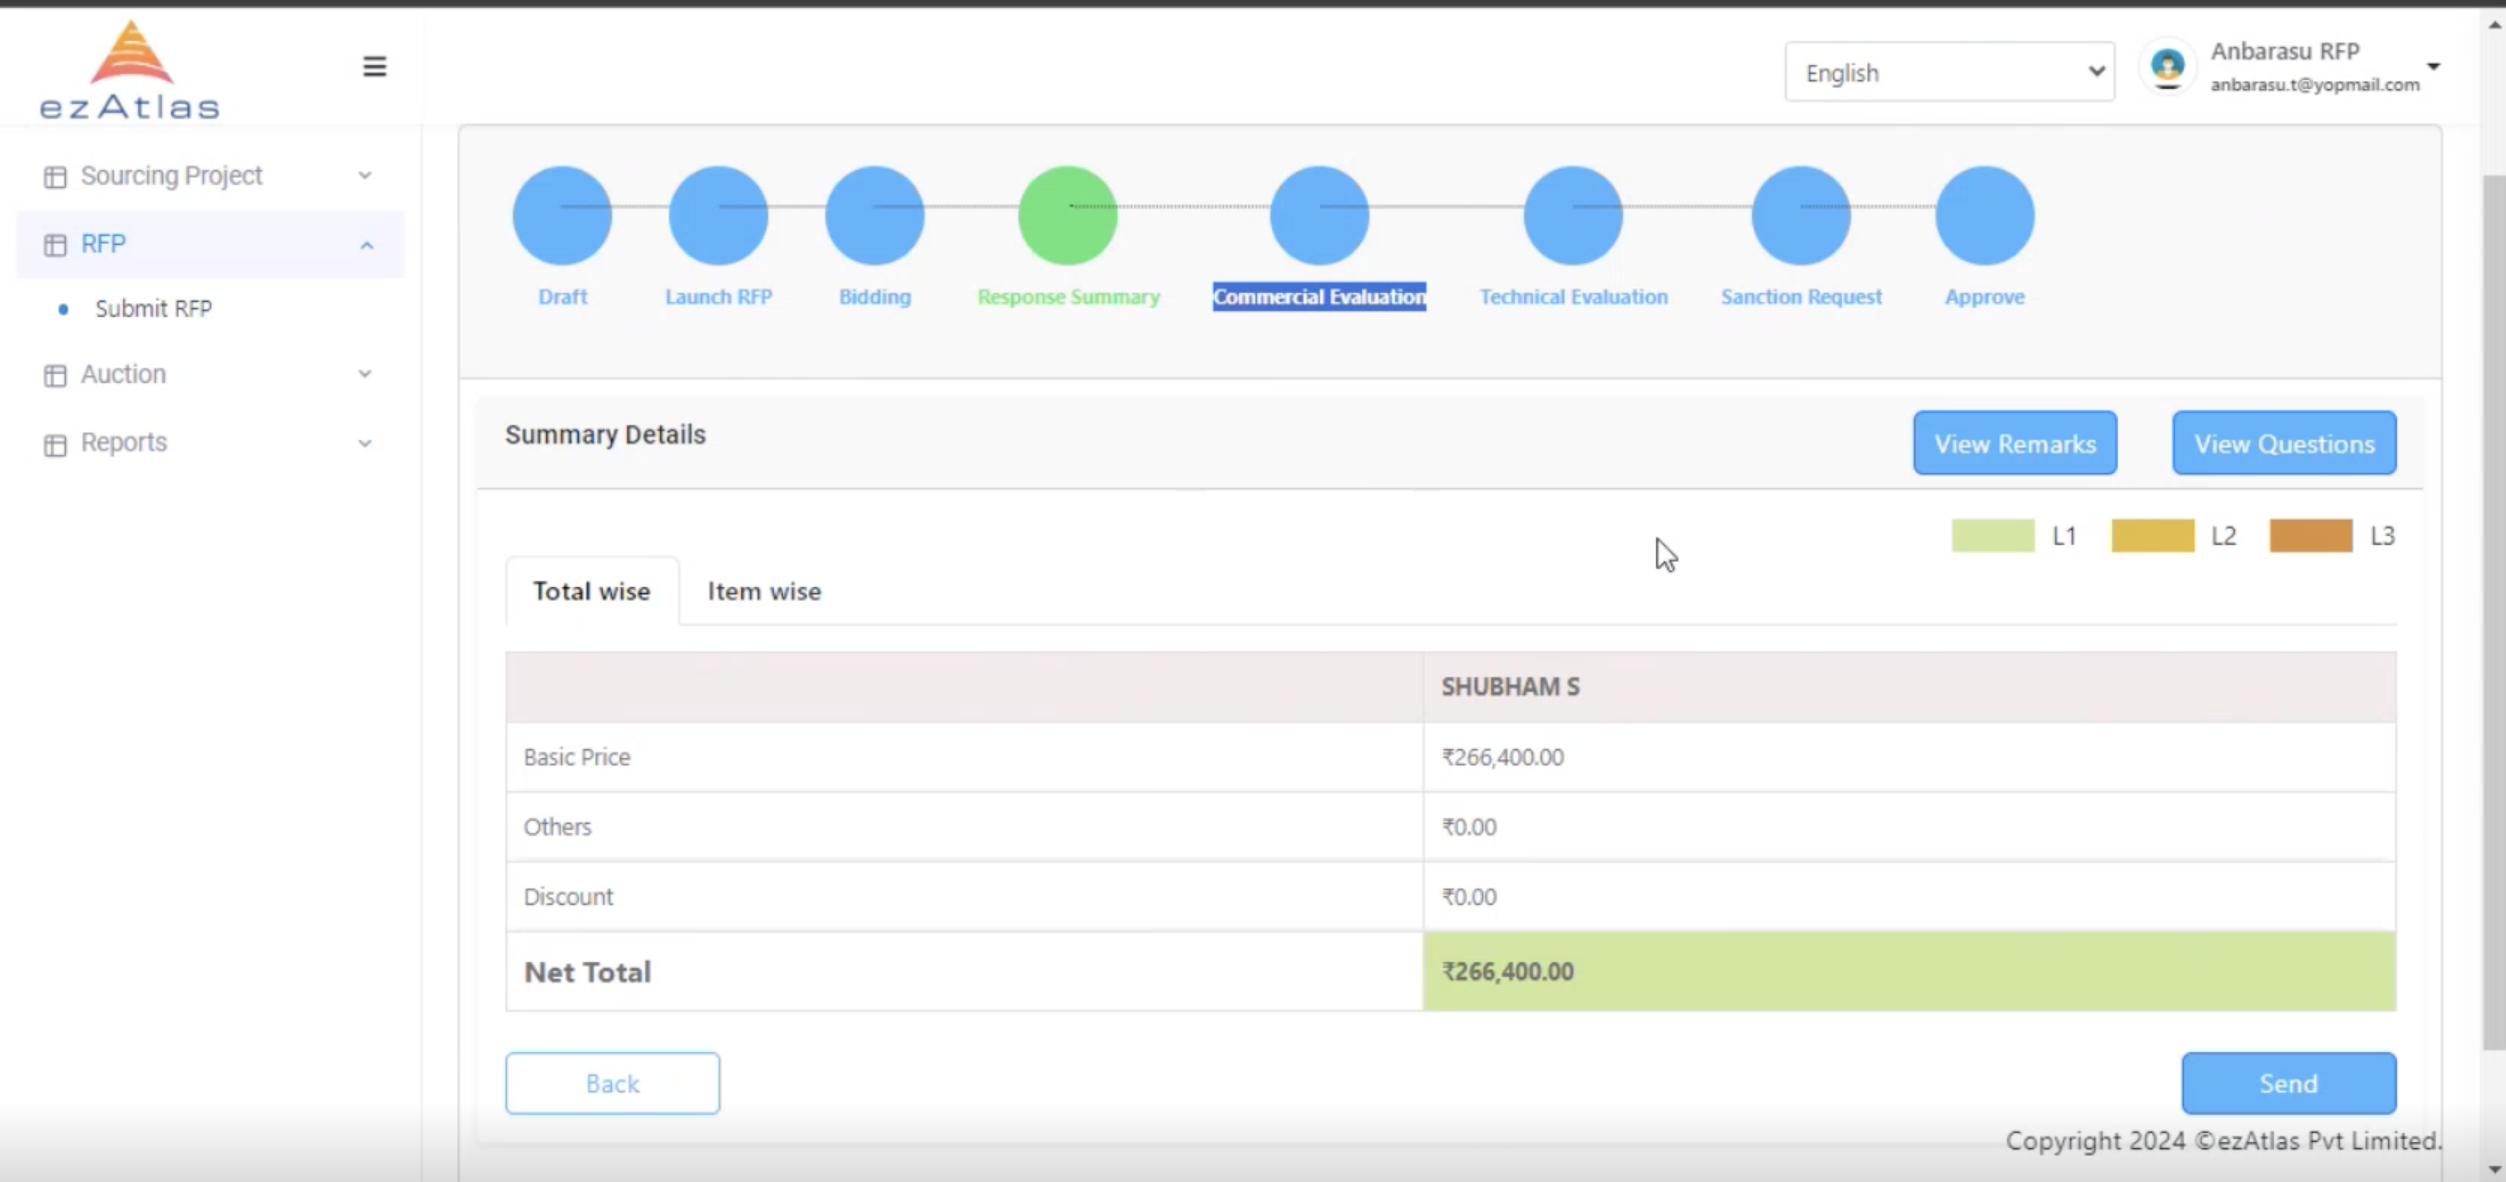 ezAtlas
English
Anbarasu RFP
anbarasu.t@yopmail.com
Sourcing Project
RFP
Submit RFP
Auction
Reports
Draft
Launch RFP
Bidding
Response Summary
Commercial Evaluation
Technical Evaluation
Sanction Request
Approve
Summary Details
View Remarks
View Questions
L1
L2
L3
Total wise
Item wise
SHUBHAM S
Basic Price ₹266,400.00
Others ₹0.00
Discount ₹0.00
Net Total ₹266,400.00
Back
Send
Copyright 2024 ©ezAtlas Pvt Limited.